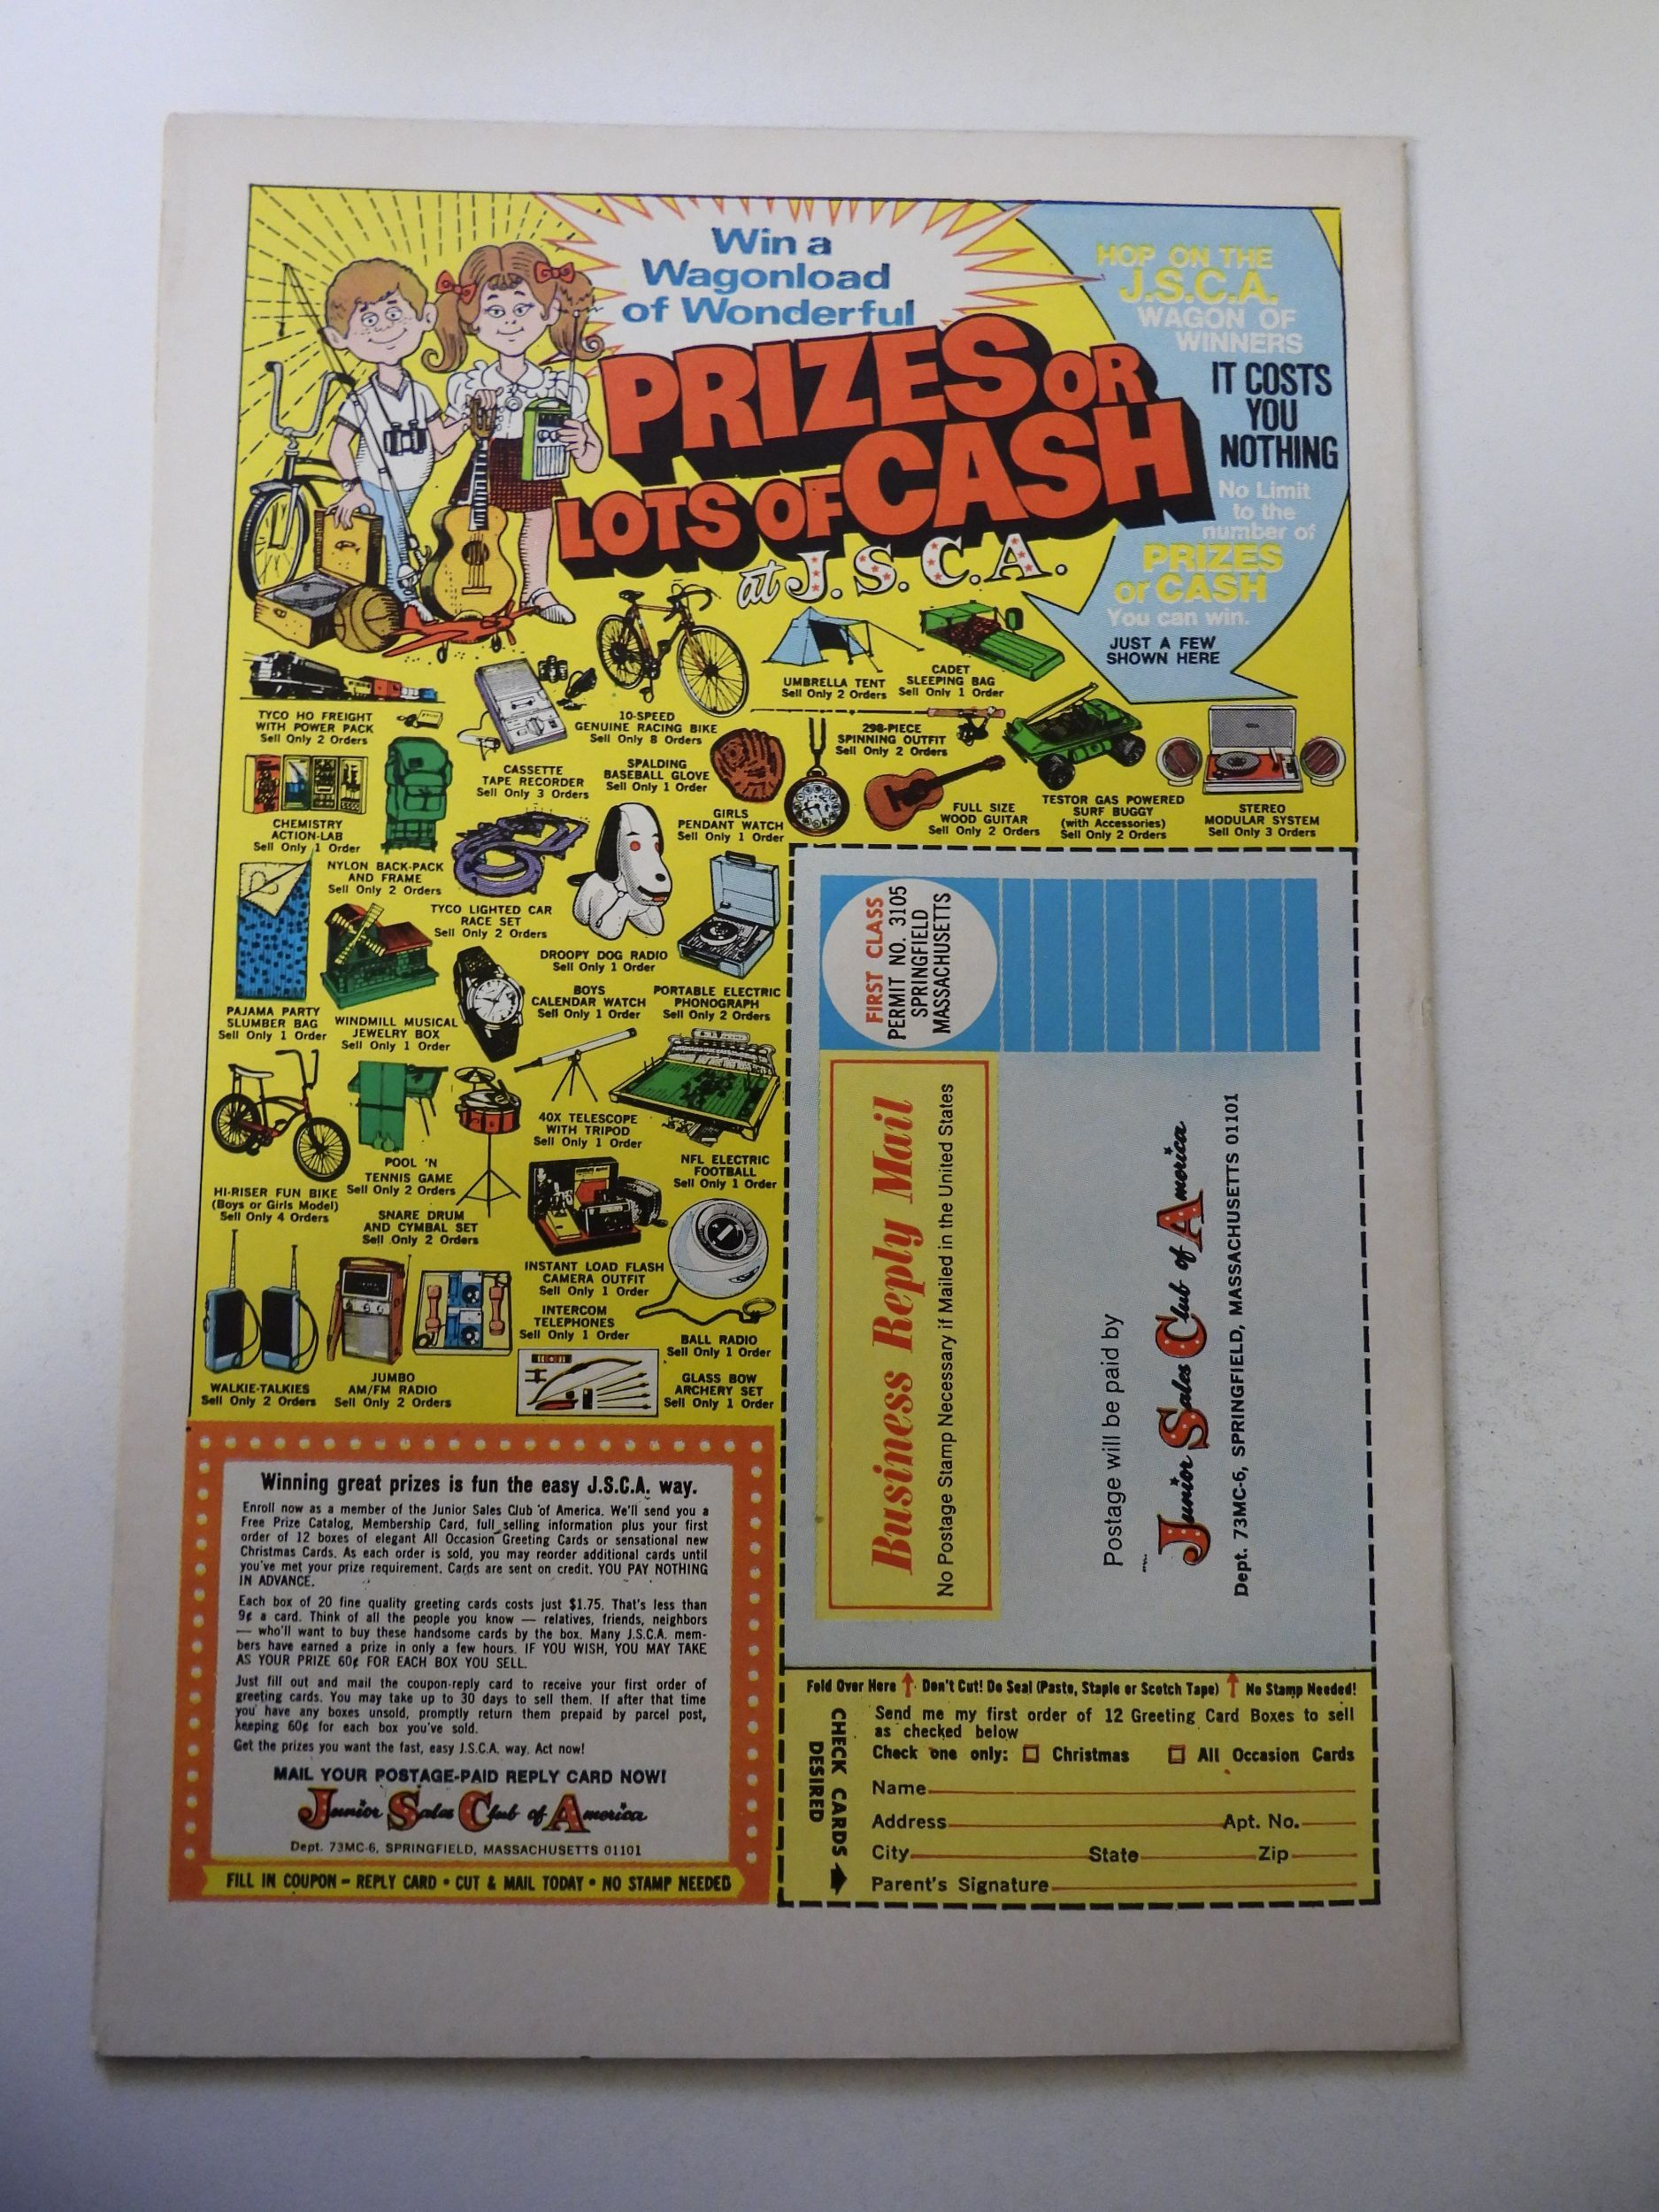 Win a
Wagonload
of Wonderful
PRIZES OR
LOTS OF CASH
at J.S.C.A.
HOP ON THE
J.S.C.A.
WAGON OF
WINNERS
IT COSTS
YOU
NOTHING
No Limit
to the
number of
PRIZES
or CASH
You can win.
JUST A FEW
SHOWN HERE
TYCO HO FREIGHT
WITH POWER PACK
Sell Only 2 Orders
CASSETTE
TAPE RECORDER
Sell Only 3 Orders
10-SPEED
GENUINE RACING BIKE
Sell Only 8 Orders
UMBRELLA TENT
Sell Only 2 Orders
CADET
SLEEPING BAG
Sell Only 1 Order
298-PIECE
SPINNING OUTFIT
Sell Only 2 Orders
SPALDING
BASEBALL GLOVE
Sell Only 1 Order
GIRLS
PENDANT WATCH
Sell Only 1 Order
FULL SIZE
WOOD GUITAR
Sell Only 2 Orders
TESTOR GAS POWERED
SURF BUGGY
(with Accessories)
Sell Only 2 Orders
STEREO
MODULAR SYSTEM
Sell Only 3 Orders
CHEMISTRY
ACTION-LAB
Sell Only 1 Order
NYLON BACK-PACK
AND FRAME
Sell Only 2 Orders
TYCO LIGHTED CAR
RACE SET
Sell Only 2 Orders
DROOPY DOG RADIO
Sell Only 1 Order
PAJAMA PARTY
SLUMBER BAG
Sell Only 1 Order
WINDMILL MUSICAL
JEWELRY BOX
Sell Only 1 Order
BOYS
CALENDAR WATCH
Sell Only 1 Order
PORTABLE ELECTRIC
PHONOGRAPH
Sell Only 2 Orders
40X TELESCOPE
WITH TRIPOD
Sell Only 1 Order
NFL ELECTRIC
FOOTBALL
Sell Only 1 Order
HI-RISER FUN BIKE
(Boys or Girls Model)
Sell Only 4 Orders
POOL 'N
TENNIS GAME
Sell Only 2 Orders
SNARE DRUM
AND CYMBAL SET
Sell Only 2 Orders
INSTANT LOAD FLASH
CAMERA OUTFIT
Sell Only 1 Order
INTERCOM
TELEPHONES
Sell Only 1 Order
BALL RADIO
Sell Only 1 Order
WALKIE-TALKIES
Sell Only 2 Orders
JUMBO
AM/FM RADIO
Sell Only 2 Orders
GLASS BOW
ARCHERY SET
Sell Only 1 Order
Winning great prizes is fun the easy J.S.C.A. way.
Enroll now as a member of the Junior Sales Club of America. We'll send you a
Free Prize Catalog, Membership Card, full selling information plus your first
order of 12 boxes of elegant All Occasion Greeting Cards or sensational new
Christmas Cards. As each order is sold, you may reorder additional cards until
you've met your prize requirement. Cards are sent on credit. YOU PAY NOTHING
IN ADVANCE.
Each box of 20 fine quality greeting cards costs just $1.75. That's less than
9¢ a card. Think of all the people you know — relatives, friends, neighbors
— who'll want to buy these handsome cards by the box. Many J.S.C.A. mem-
bers have earned a prize in only a few hours. IF YOU WISH, YOU MAY TAKE
AS YOUR PRIZE 60¢ FOR EACH BOX YOU SELL.
Just fill out and mail the coupon-reply card to receive your first order of
greeting cards. You may take up to 30 days to sell them. If after that time
you have any boxes unsold, promptly return them prepaid by parcel post,
keeping 60¢ for each box you've sold.
Get the prizes you want the fast, easy J.S.C.A. way. Act now!
MAIL YOUR POSTAGE-PAID REPLY CARD NOW!
Junior Sales Club of America
Dept. 73MC-6, SPRINGFIELD, MASSACHUSETTS 01101
FILL IN COUPON – REPLY CARD • CUT & MAIL TODAY • NO STAMP NEEDED
FIRST CLASS
PERMIT NO. 3105
SPRINGFIELD
MASSACHUSETTS
Business Reply Mail
No Postage Stamp Necessary if Mailed in the United States
Postage will be paid by
Junior Sales Club of America
Dept. 73MC-6, SPRINGFIELD, MASSACHUSETTS 01101
Fold Over Here ↑ Don't Cut! Do Seal (Paste, Staple or Scotch Tape) ↑ No Stamp Needed!
CHECK CARDS
DESIRED
Send me my first order of 12 Greeting Card Boxes to sell
as checked below
Check one only: □ Christmas □ All Occasion Cards
Name
Address Apt. No.
City State Zip
Parent's Signature